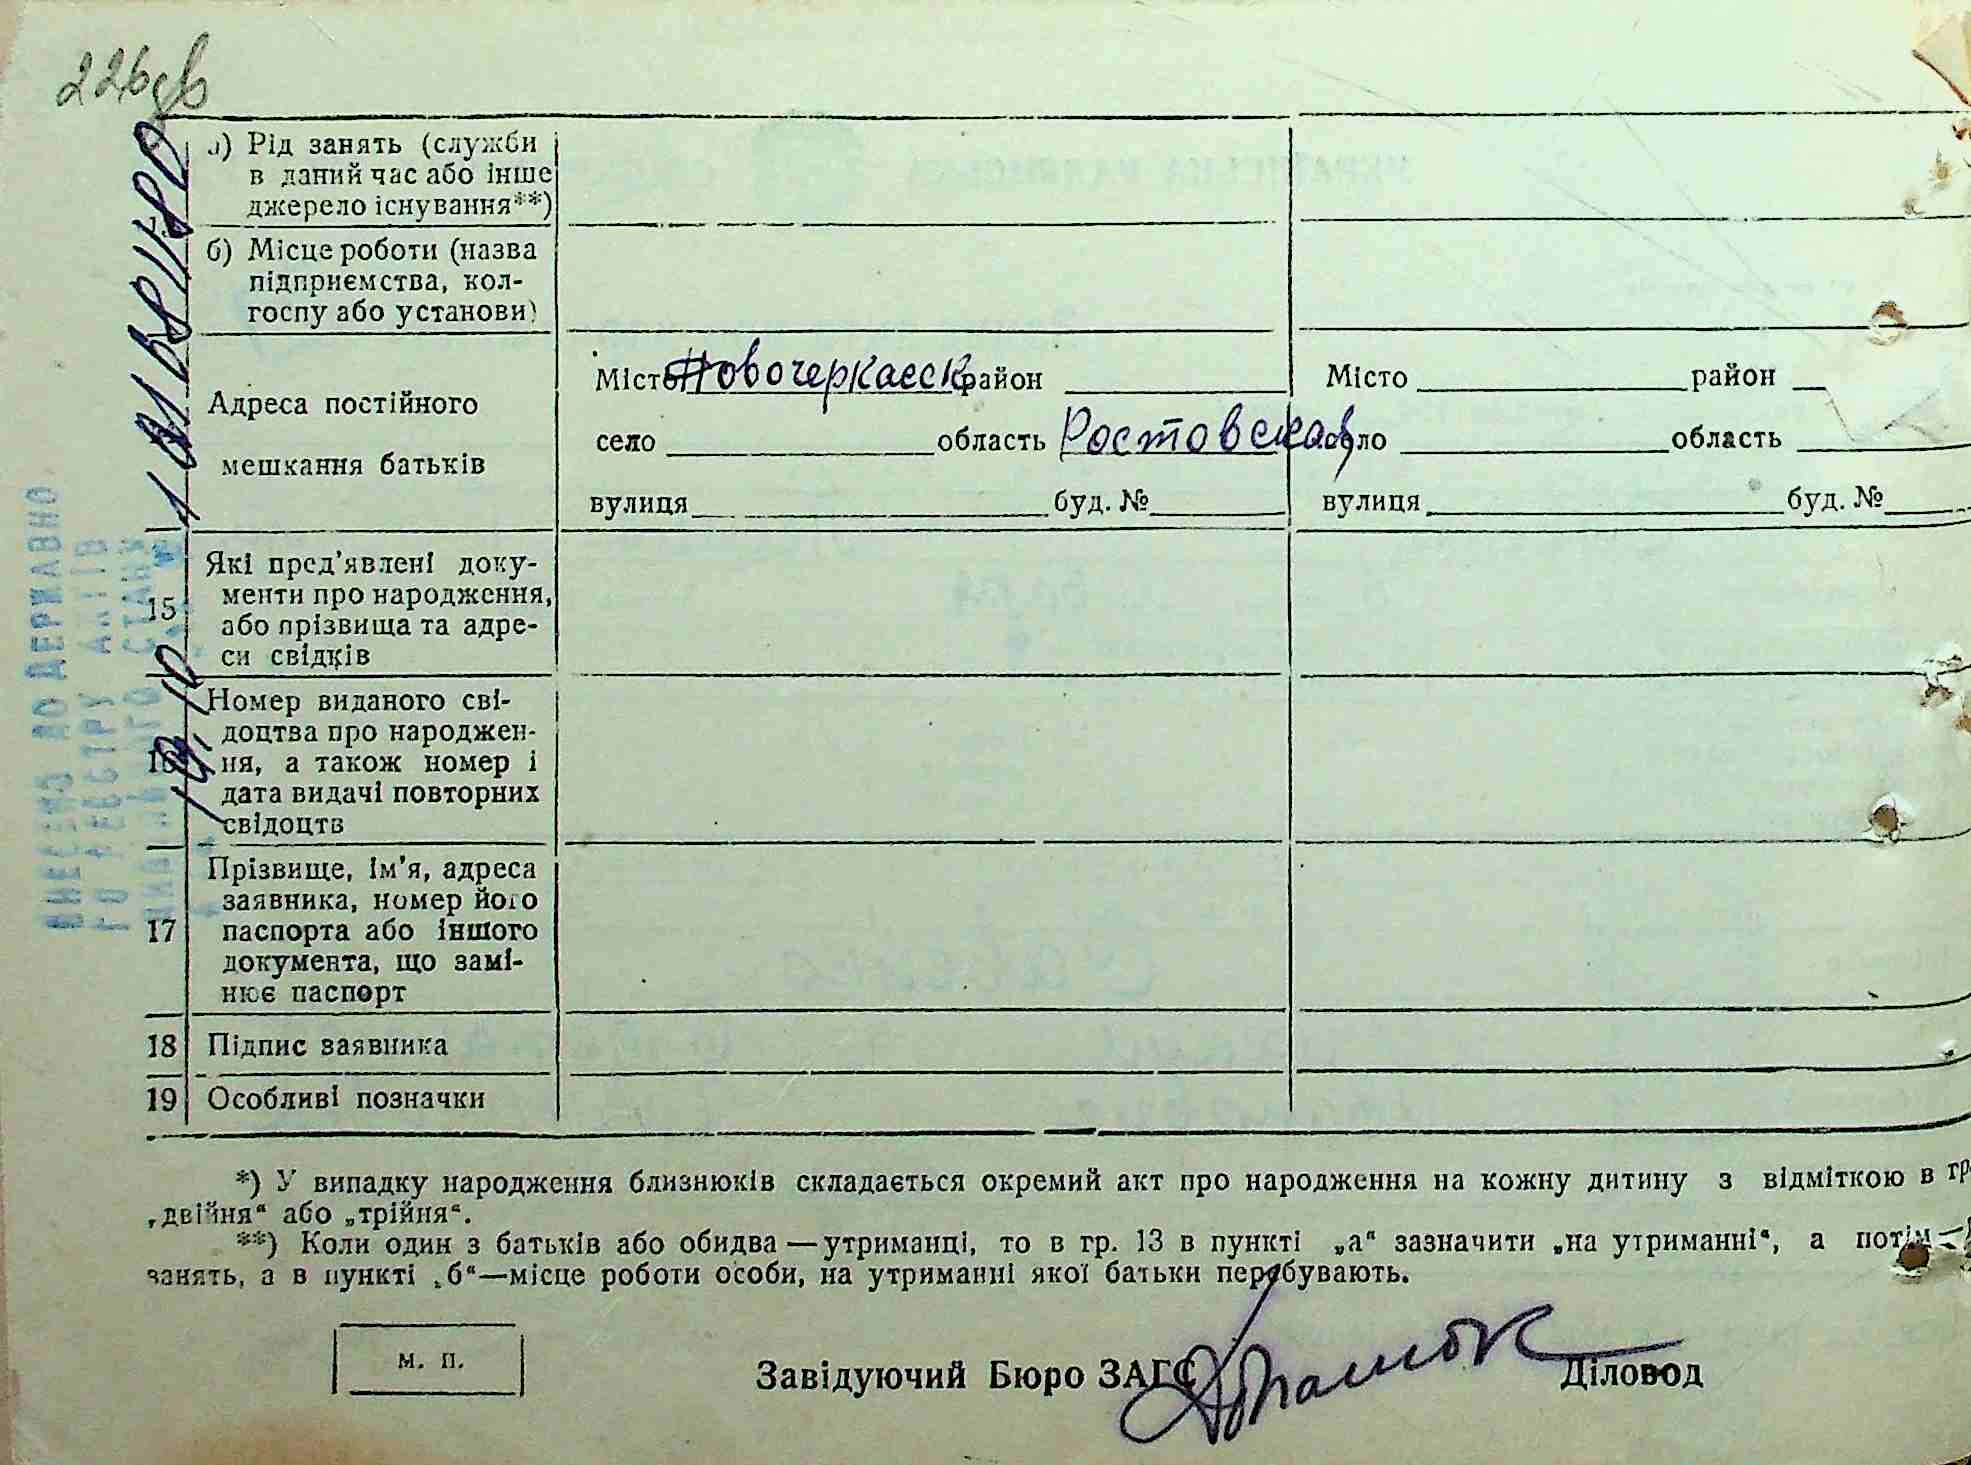 226 об
а) Рід занять (служби
в даний час або інше
джерело існування**)
б) Місце роботи (назва
підприємства, кол-
госпу або установи)
Адреса постійного
мешкання батьків
Місто Новочеркасск район Місто район
село область Ростовская село область
вулиця буд. № вулиця буд. №
15 Які пред'явлені доку-
менти про народження,
або прізвища та адре-
си свідків
16 Номер виданого сві-
доцтва про народжен-
ня, а також номер і
дата видачі повторних
свідоцтв
17 Прізвище, ім'я, адреса
заявника, номер його
паспорта або іншого
документа, що замі-
нює паспорт
18 Підпис заявника
19 Особливі позначки
ВНЕСЕНО ДО ДЕРЖАВНО
ГО РЕЄСТРУ АКТІВ
*) У випадку народження близнюків складається окремий акт про народження на кожну дитину з відміткою в гр
„двійня“ або „трійня“.
**) Коли один з батьків або обидва — утриманці, то в гр. 13 в пункті „а“ зазначити „на утриманні“, а потім
занять, а в пункті „б“—місце роботи особи, на утриманні якої батьки перебувають.
м. п.
Завідуючий Бюро ЗАГС Діловод